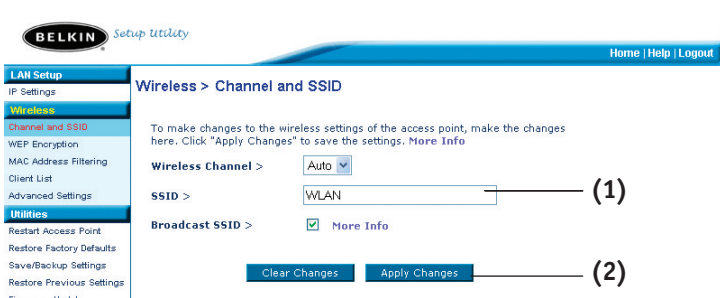 BELKIN Setup Utility
Home | Help | Logout
LAN Setup
IP Settings
Wireless
Channel and SSID
WEP Encryption
MAC Address Filtering
Client List
Advanced Settings
Utilities
Restart Access Point
Restore Factory Defaults
Save/Backup Settings
Restore Previous Settings
Wireless > Channel and SSID
To make changes to the wireless settings of the access point, make the changes
here. Click "Apply Changes" to save the settings. More Info
Wireless Channel > Auto
SSID > WLAN (1)
Broadcast SSID > More Info
Clear Changes Apply Changes (2)